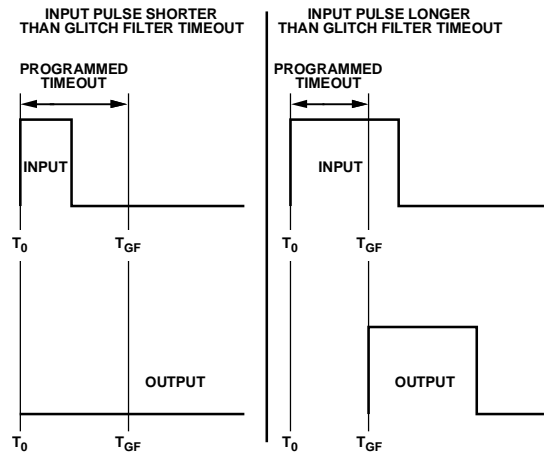 INPUT PULSE SHORTER
THAN GLITCH FILTER TIMEOUT
PROGRAMMED
TIMEOUT
INPUT
T0
TGF
OUTPUT
T0
TGF
INPUT PULSE LONGER
THAN GLITCH FILTER TIMEOUT
PROGRAMMED
TIMEOUT
INPUT
T0
TGF
OUTPUT
T0
TGF